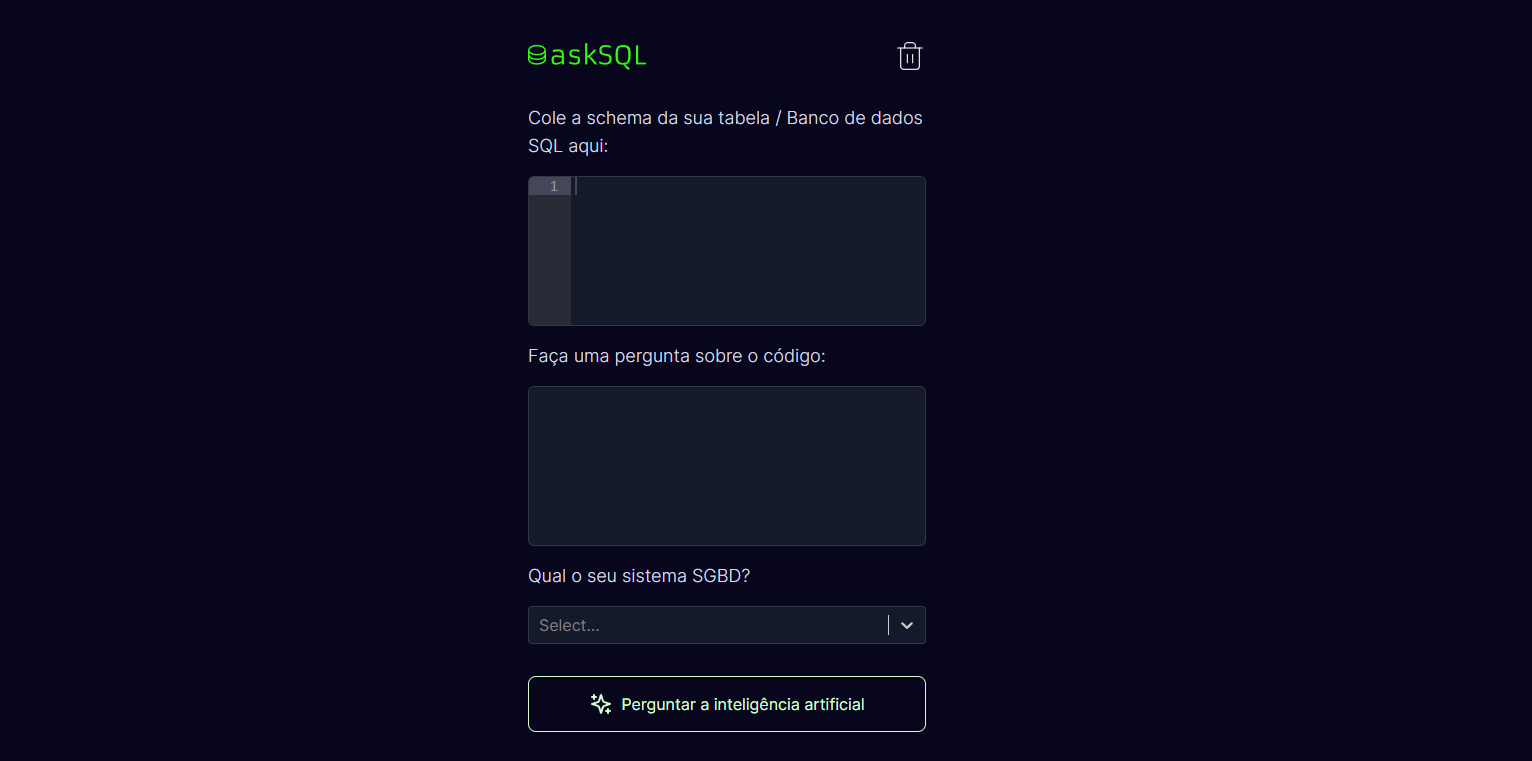 askSQL
Cole a schema da sua tabela / Banco de dados
SQL aqui:
1
Faça uma pergunta sobre o código:
Qual o seu sistema SGBD?
Select...
Perguntar a inteligência artificial